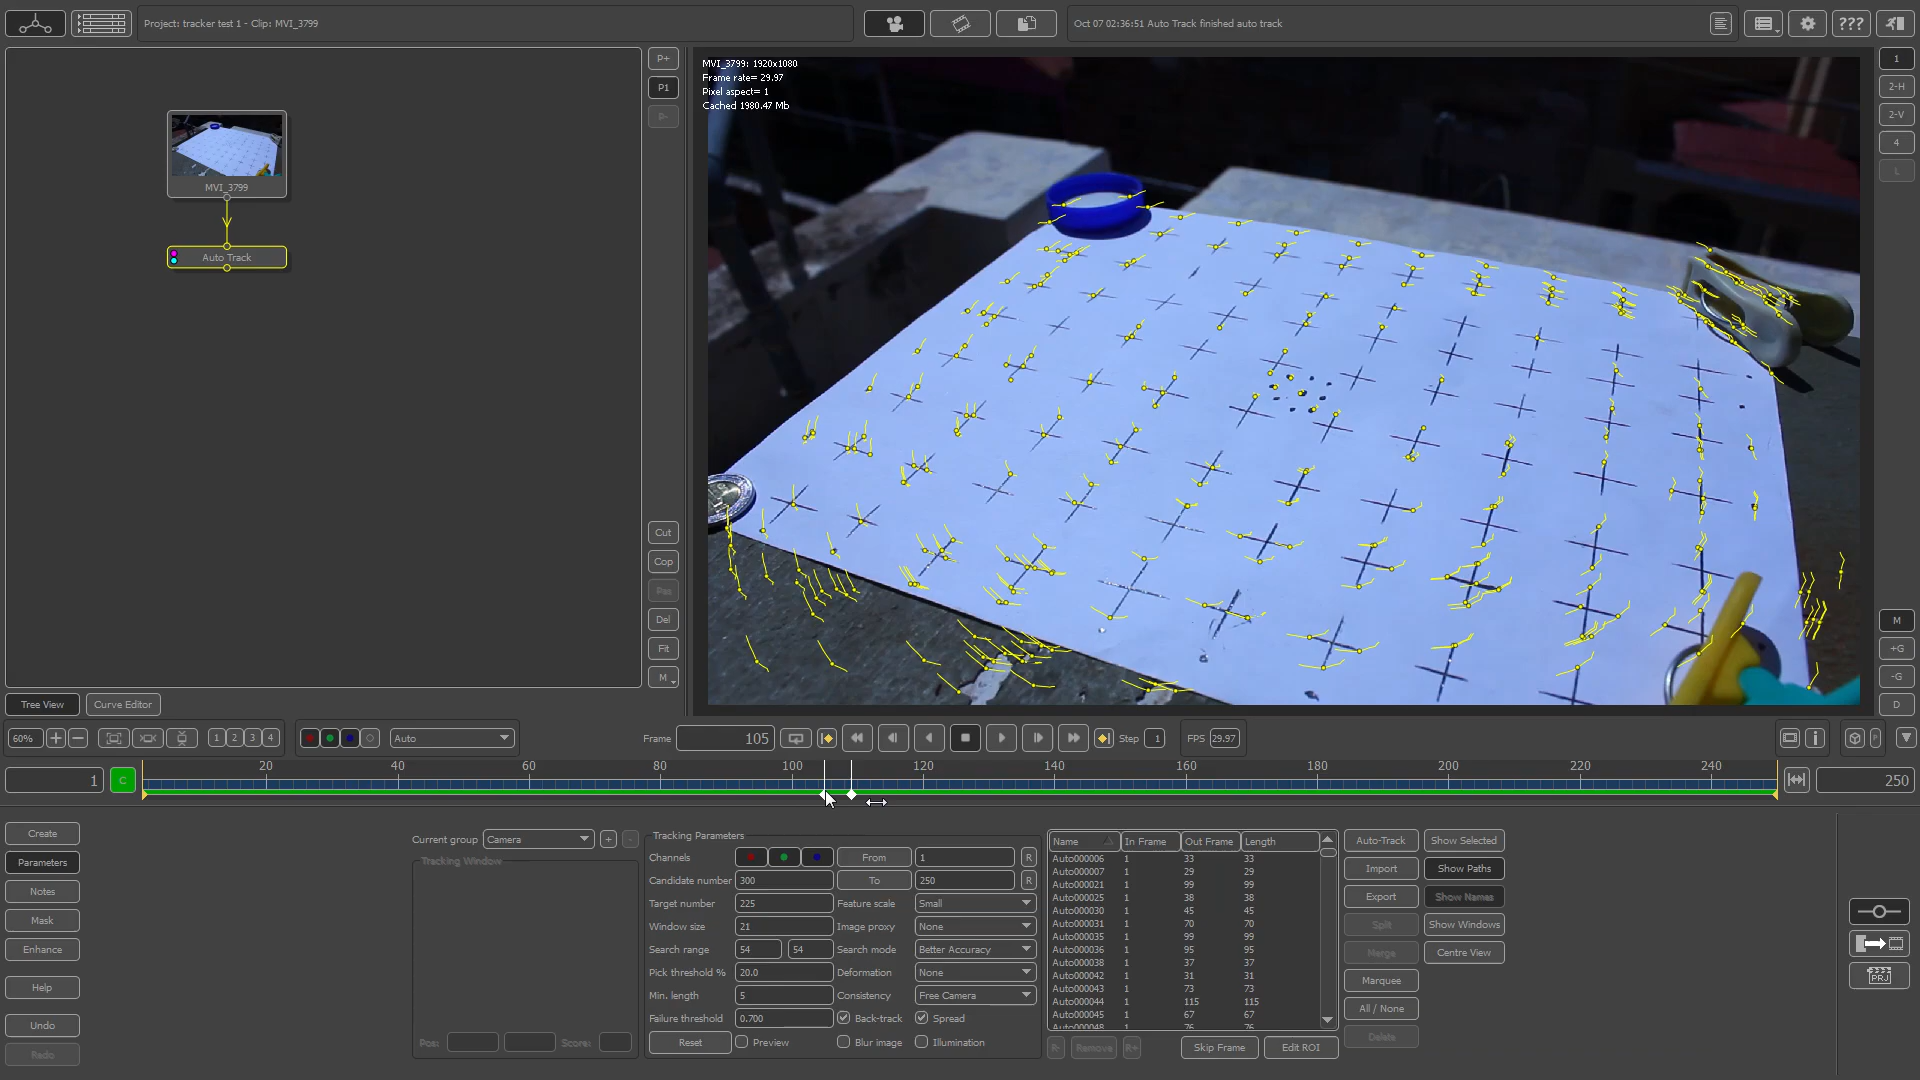 Project: tracker test 1 - Clip: MVI_3799
Oct 07 02:36:51 Auto Track finished auto track
???
MVI_3799: 1920x1080
Frame rate= 29.97
Pixel aspect= 1
Cached 1980.47 Mb
MVI_3799
Auto Track
P+
P1
P-
Cut
Cop
Pas
Del
Fit
M
1
2-H
2-V
4
L
M
+G
-G
D
Tree View
Curve Editor
60%
+
-
1
2
3
4
Auto
Frame
105
Step
1
FPS
29.97
P
1
C
20
40
60
80
100
120
140
160
180
200
220
240
250
Create
Parameters
Notes
Mask
Enhance
Help
Undo
Redo
Current group
Camera
+
-
Tracking Window
Pos:
Score:
Tracking Parameters
Channels
From
1
R
Candidate number
300
To
250
R
Target number
225
Feature scale
Small
Window size
21
Image proxy
None
Search range
54
54
Search mode
Better Accuracy
Pick threshold %
20.0
Deformation
None
Min. length
5
Consistency
Free Camera
Failure threshold
0.700
Back-track
Spread
Reset
Preview
Blur image
Illumination
Name In Frame Out Frame Length
Auto000006 1 33 33
Auto000007 1 29 29
Auto000021 1 99 99
Auto000025 1 38 38
Auto000030 1 45 45
Auto000031 1 70 70
Auto000035 1 99 99
Auto000036 1 95 95
Auto000038 1 37 37
Auto000042 1 31 31
Auto000043 1 73 73
Auto000044 1 115 115
Auto000045 1 67 67
Auto000048 1 76 76
R-
Remove
R+
Skip Frame
Edit ROI
Auto-Track
Show Selected
Import
Show Paths
Export
Show Names
Split
Show Windows
Merge
Centre View
Marquee
All / None
Delete
PRJ